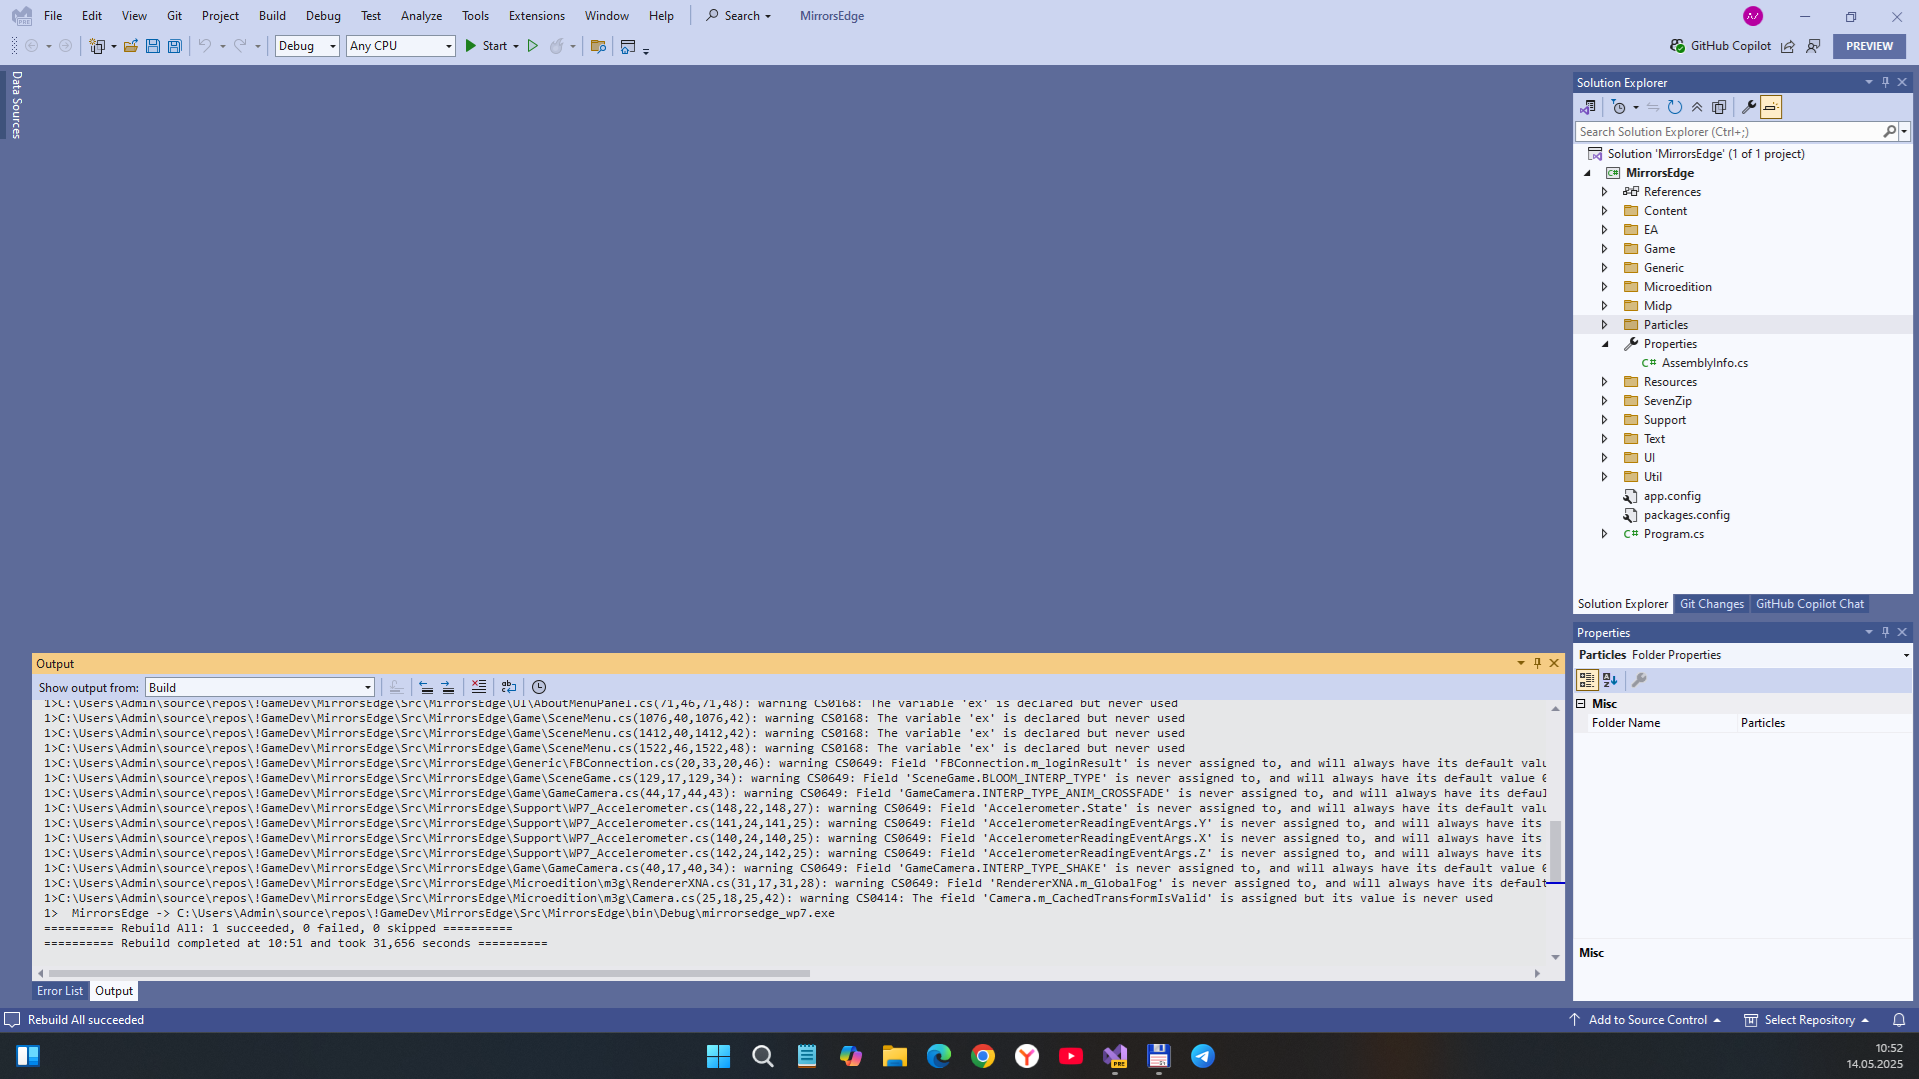 File Edit View Git Project Build Debug Test Analyze Tools Extensions Window Help Search MirrorsEdge
Debug Any CPU Start GitHub Copilot PREVIEW
Data Sources
Solution Explorer
Search Solution Explorer (Ctrl+;)
Solution 'MirrorsEdge' (1 of 1 project)
MirrorsEdge
References
Content
EA
Game
Generic
Microedition
Midp
Particles
Properties
C# AssemblyInfo.cs
Resources
SevenZip
Support
Text
UI
Util
app.config
packages.config
C# Program.cs
Solution Explorer Git Changes GitHub Copilot Chat
Properties
Particles Folder Properties
Misc
Folder Name Particles
Misc
Output
Show output from: Build
1>C:\Users\Admin\source\repos\!GameDev\MirrorsEdge\Src\MirrorsEdge\UI\AboutMenuPanel.cs(71,46,71,48): warning CS0168: The variable 'ex' is declared but never used
1>C:\Users\Admin\source\repos\!GameDev\MirrorsEdge\Src\MirrorsEdge\Game\SceneMenu.cs(1076,40,1076,42): warning CS0168: The variable 'ex' is declared but never used
1>C:\Users\Admin\source\repos\!GameDev\MirrorsEdge\Src\MirrorsEdge\Game\SceneMenu.cs(1412,40,1412,42): warning CS0168: The variable 'ex' is declared but never used
1>C:\Users\Admin\source\repos\!GameDev\MirrorsEdge\Src\MirrorsEdge\Game\SceneMenu.cs(1522,46,1522,48): warning CS0168: The variable 'ex' is declared but never used
1>C:\Users\Admin\source\repos\!GameDev\MirrorsEdge\Src\MirrorsEdge\Generic\FBConnection.cs(20,33,20,46): warning CS0649: Field 'FBConnection.m_loginResult' is never assigned to, and will always have its default valu
1>C:\Users\Admin\source\repos\!GameDev\MirrorsEdge\Src\MirrorsEdge\Game\SceneGame.cs(129,17,129,34): warning CS0649: Field 'SceneGame.BLOOM_INTERP_TYPE' is never assigned to, and will always have its default value 0
1>C:\Users\Admin\source\repos\!GameDev\MirrorsEdge\Src\MirrorsEdge\Game\GameCamera.cs(44,17,44,43): warning CS0649: Field 'GameCamera.INTERP_TYPE_ANIM_CROSSFADE' is never assigned to, and will always have its defaul
1>C:\Users\Admin\source\repos\!GameDev\MirrorsEdge\Src\MirrorsEdge\Support\WP7_Accelerometer.cs(148,22,148,27): warning CS0649: Field 'Accelerometer.State' is never assigned to, and will always have its default valu
1>C:\Users\Admin\source\repos\!GameDev\MirrorsEdge\Src\MirrorsEdge\Support\WP7_Accelerometer.cs(141,24,141,25): warning CS0649: Field 'AccelerometerReadingEventArgs.Y' is never assigned to, and will always have its
1>C:\Users\Admin\source\repos\!GameDev\MirrorsEdge\Src\MirrorsEdge\Support\WP7_Accelerometer.cs(140,24,140,25): warning CS0649: Field 'AccelerometerReadingEventArgs.X' is never assigned to, and will always have its
1>C:\Users\Admin\source\repos\!GameDev\MirrorsEdge\Src\MirrorsEdge\Support\WP7_Accelerometer.cs(142,24,142,25): warning CS0649: Field 'AccelerometerReadingEventArgs.Z' is never assigned to, and will always have its
1>C:\Users\Admin\source\repos\!GameDev\MirrorsEdge\Src\MirrorsEdge\Game\GameCamera.cs(40,17,40,34): warning CS0649: Field 'GameCamera.INTERP_TYPE_SHAKE' is never assigned to, and will always have its default value 0
1>C:\Users\Admin\source\repos\!GameDev\MirrorsEdge\Src\MirrorsEdge\Microedition\m3g\RendererXNA.cs(31,17,31,28): warning CS0649: Field 'RendererXNA.m_GlobalFog' is never assigned to, and will always have its default
1>C:\Users\Admin\source\repos\!GameDev\MirrorsEdge\Src\MirrorsEdge\Microedition\m3g\Camera.cs(25,18,25,42): warning CS0414: The field 'Camera.m_CachedTransformIsValid' is assigned but its value is never used
1>  MirrorsEdge -> C:\Users\Admin\source\repos\!GameDev\MirrorsEdge\Src\MirrorsEdge\bin\Debug\mirrorsedge_wp7.exe
========== Rebuild All: 1 succeeded, 0 failed, 0 skipped ==========
========== Rebuild completed at 10:51 and took 31,656 seconds ==========
Error List Output
Rebuild All succeeded Add to Source Control Select Repository
10:52
14.05.2025